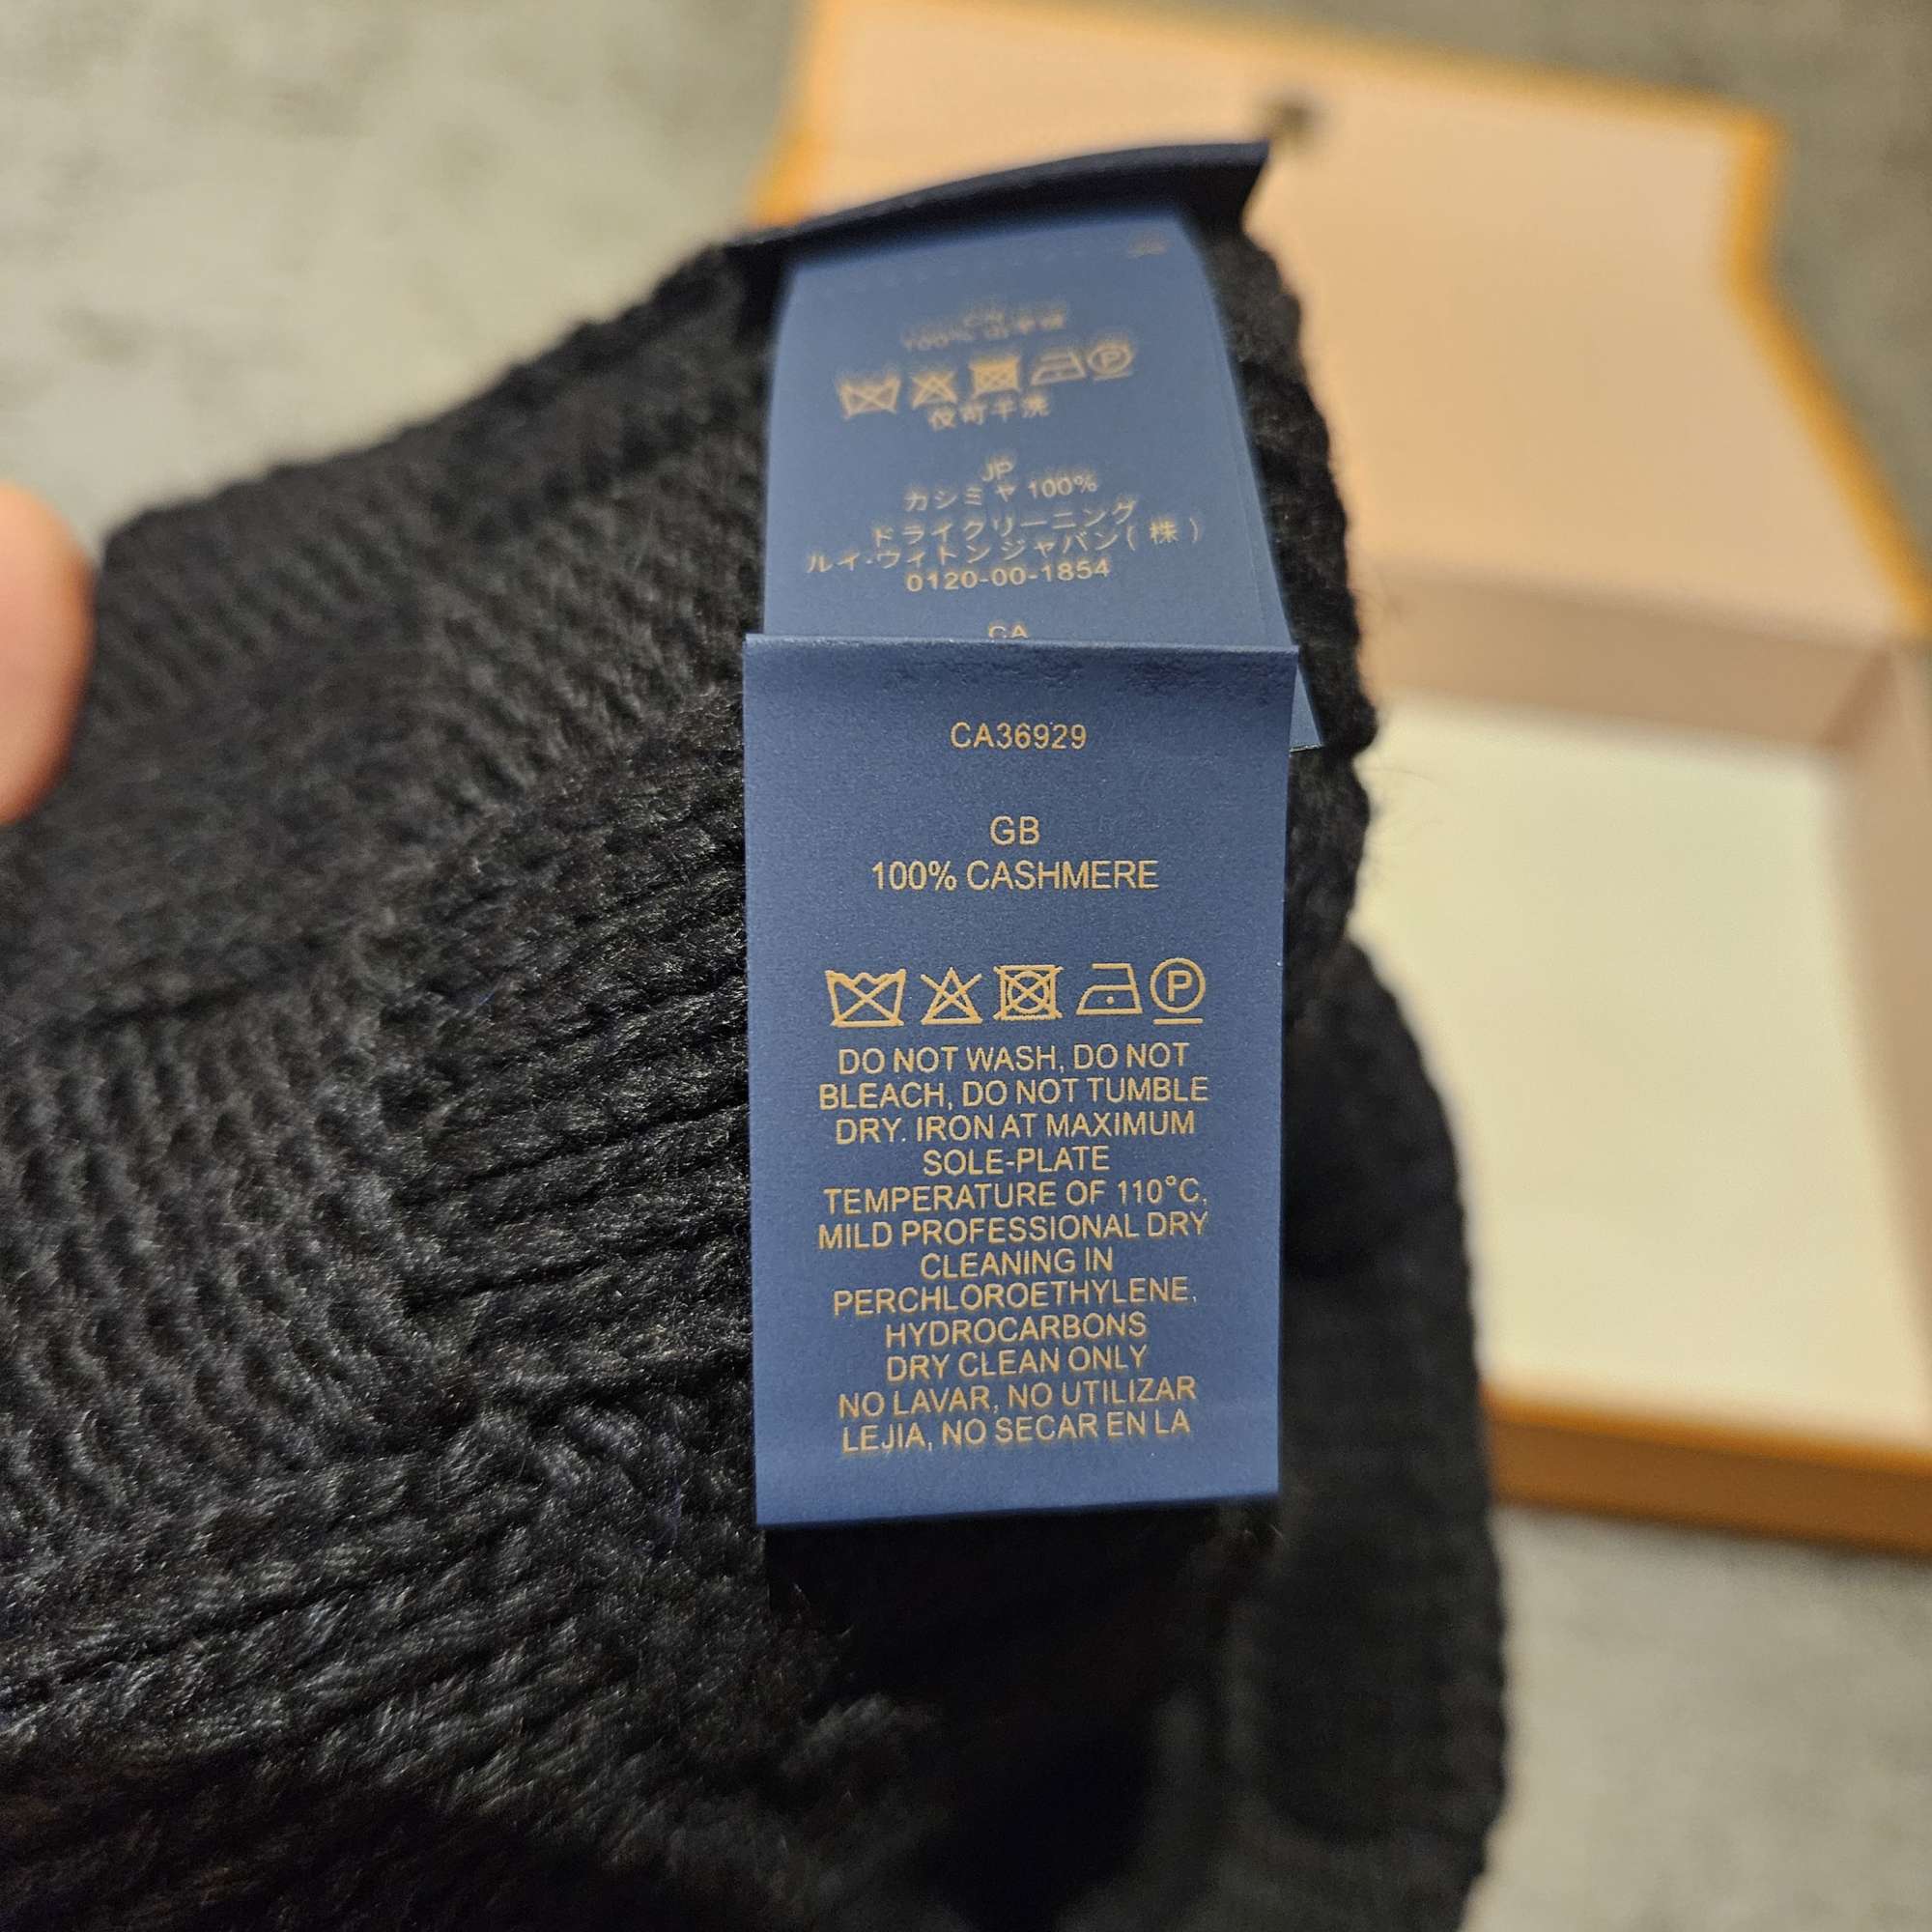 CN
100% 山羊绒
仅可干洗
JP
カシミヤ 100%
ドライクリーニング
ルイ・ウィトンジャパン(株)
0120-00-1854
CA
CA36929
GB
100% CASHMERE
P
DO NOT WASH, DO NOT
BLEACH, DO NOT TUMBLE
DRY. IRON AT MAXIMUM
SOLE-PLATE
TEMPERATURE OF 110°C,
MILD PROFESSIONAL DRY
CLEANING IN
PERCHLOROETHYLENE,
HYDROCARBONS
DRY CLEAN ONLY
NO LAVAR, NO UTILIZAR
LEJIA, NO SECAR EN LA